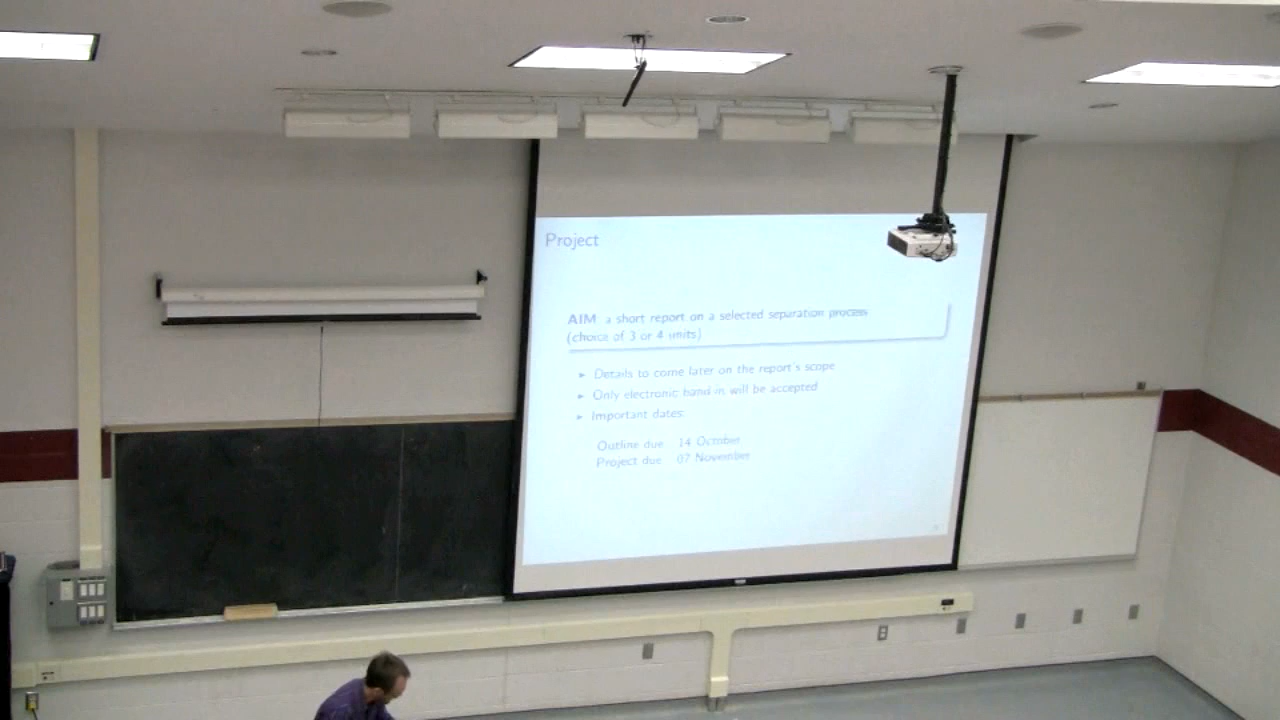 Project
AIM a short report on a selected separation process
(choice of 3 or 4 units)
▸ Details to come later on the report's scope
▸ Only electronic hand in will be accepted
▸ Important dates:
Outline due 14 October
Project due 07 November